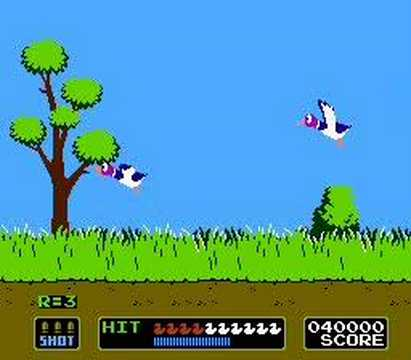 R=3
SHOT
HIT
040000
SCORE